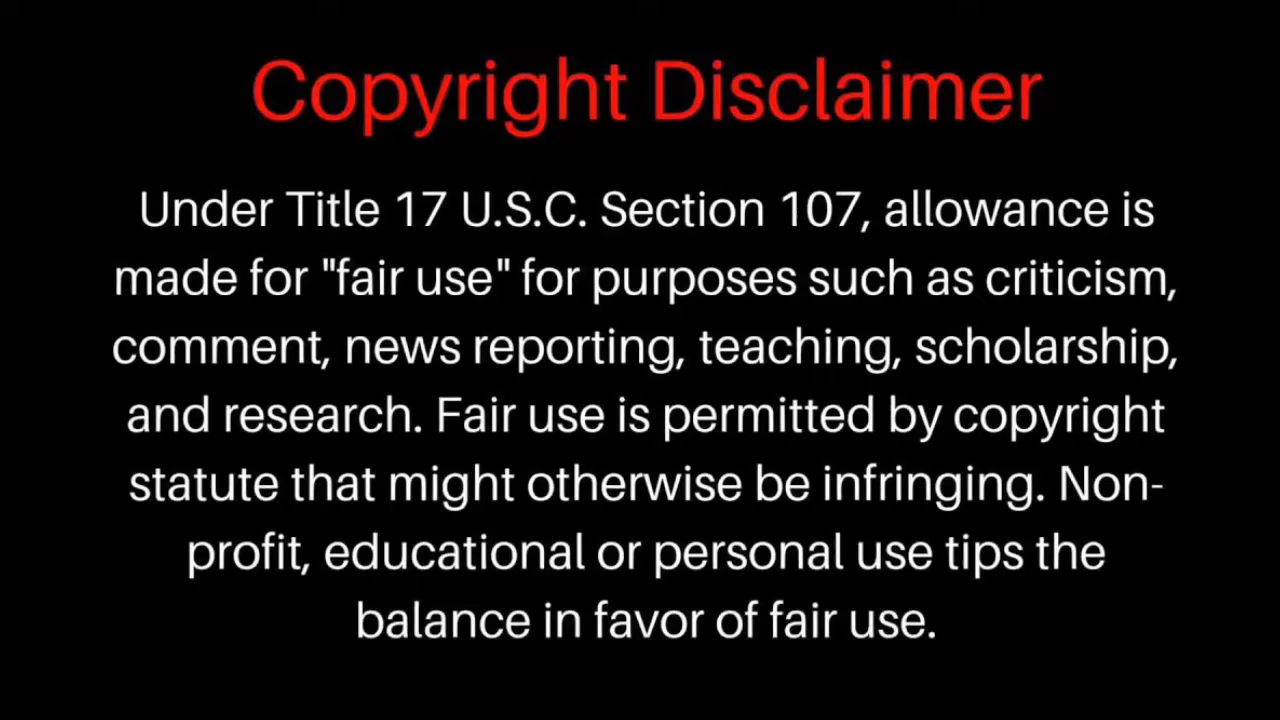 Copyright Disclaimer
Under Title 17 U.S.C. Section 107, allowance is
made for "fair use" for purposes such as criticism,
comment, news reporting, teaching, scholarship,
and research. Fair use is permitted by copyright
statute that might otherwise be infringing. Non-
profit, educational or personal use tips the
balance in favor of fair use.